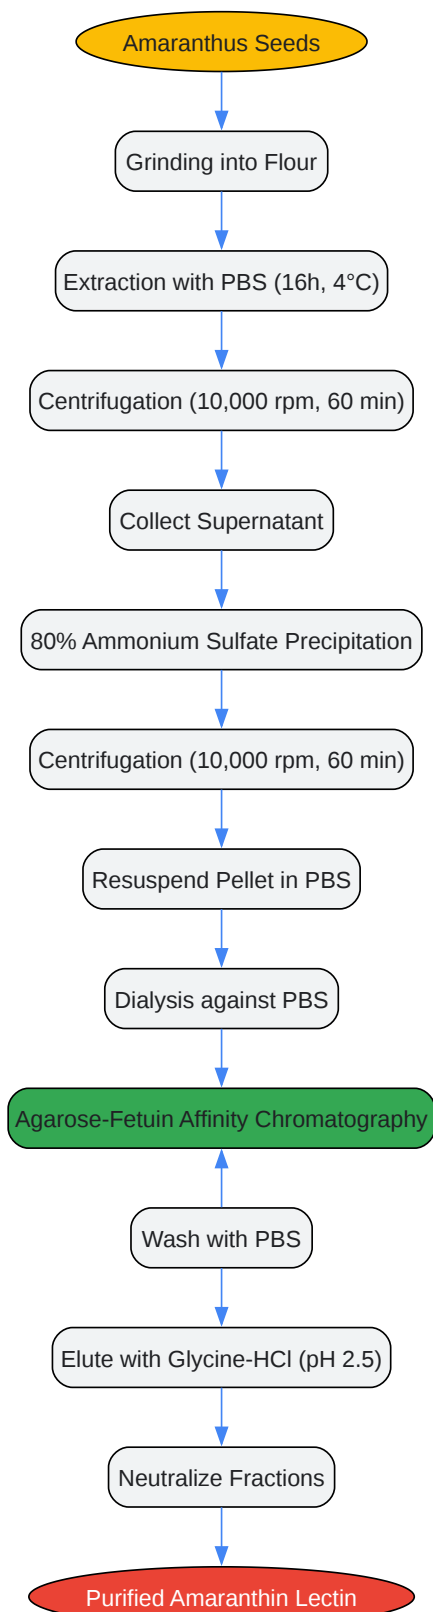 Amaranthus Seeds
Grinding into Flour
Extraction with PBS (16h, 4°C)
Centrifugation (10,000 rpm, 60 min)
Collect Supernatant
80% Ammonium Sulfate Precipitation
Centrifugation (10,000 rpm, 60 min)
Resuspend Pellet in PBS
Dialysis against PBS
Agarose-Fetuin Affinity Chromatography
Wash with PBS
Elute with Glycine-HCl (pH 2.5)
Neutralize Fractions
Purified Amaranthin Lectin